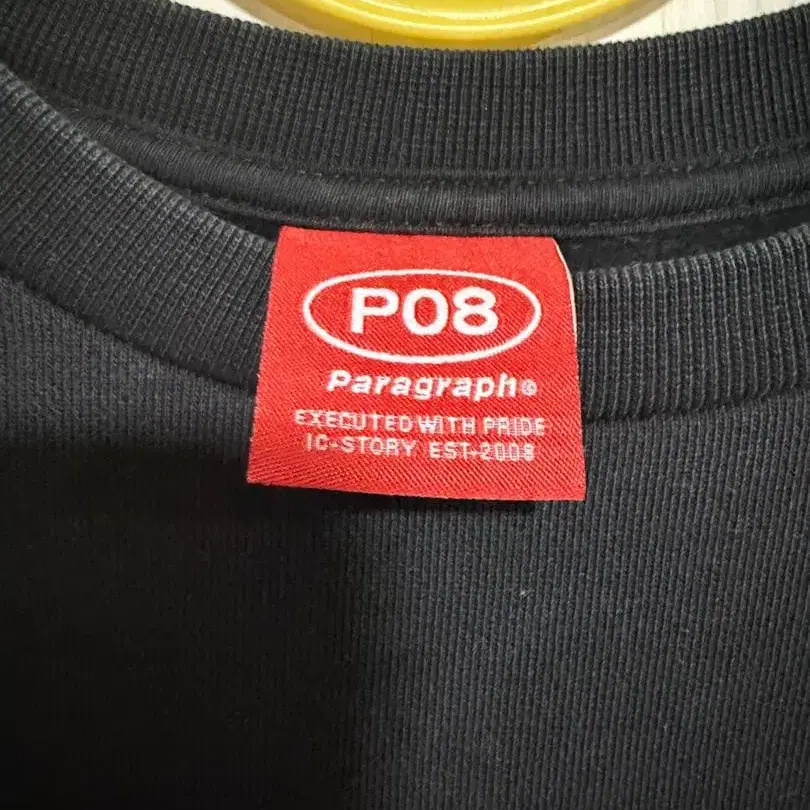 P08
Paragraph®
EXECUTED WITH PRIDE
IC-STORY EST-2008